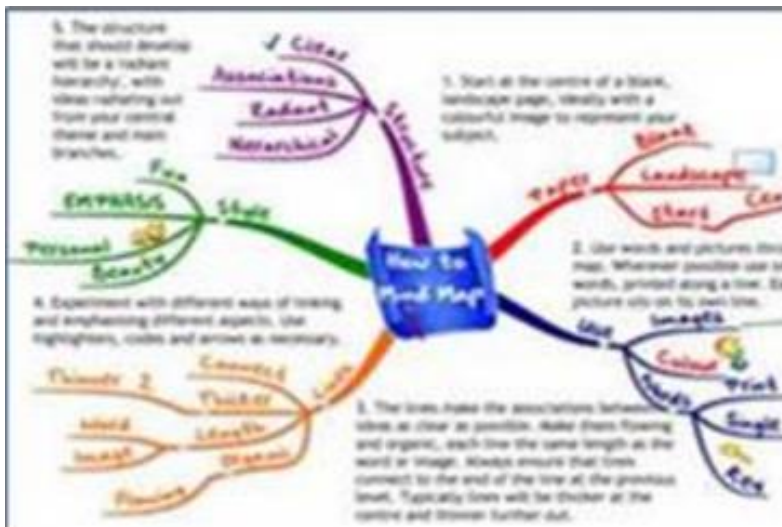 5. The structure
that should develop
will be a 'radiant
hierarchy', with
ideas radiating out
from your central
theme and main
branches.
Clear
Associations
Radiant
Hierarchical
Structure
1. Start at the centre of a blank,
landscape page, ideally with a
colourful image to represent your
subject.
Paper
Blank
Landscape
Start
Cen
Fun
EMPHASIS
Personal
Beauty
Style
How to
Mind Map
2. Use words and pictures
map. Wherever possible use
words, printed along a line.
picture sits on its own line.
Use
Images
Colour
Words
Print
Single
4. Experiment with different ways of linking
and emphasising different aspects. Use
highlighters, codes and arrows as necessary.
Links
Connect
Thinner
Thicker
Length
Word
Image
Organic
Flowing
3. The lines make the associations between
ideas as clear as possible. Make them flowing
and organic, each line the same length as the
word or image. Always ensure that lines
connect to the end of the line at the previous
level. Typically lines will be thicker at the
centre and thinner further out.